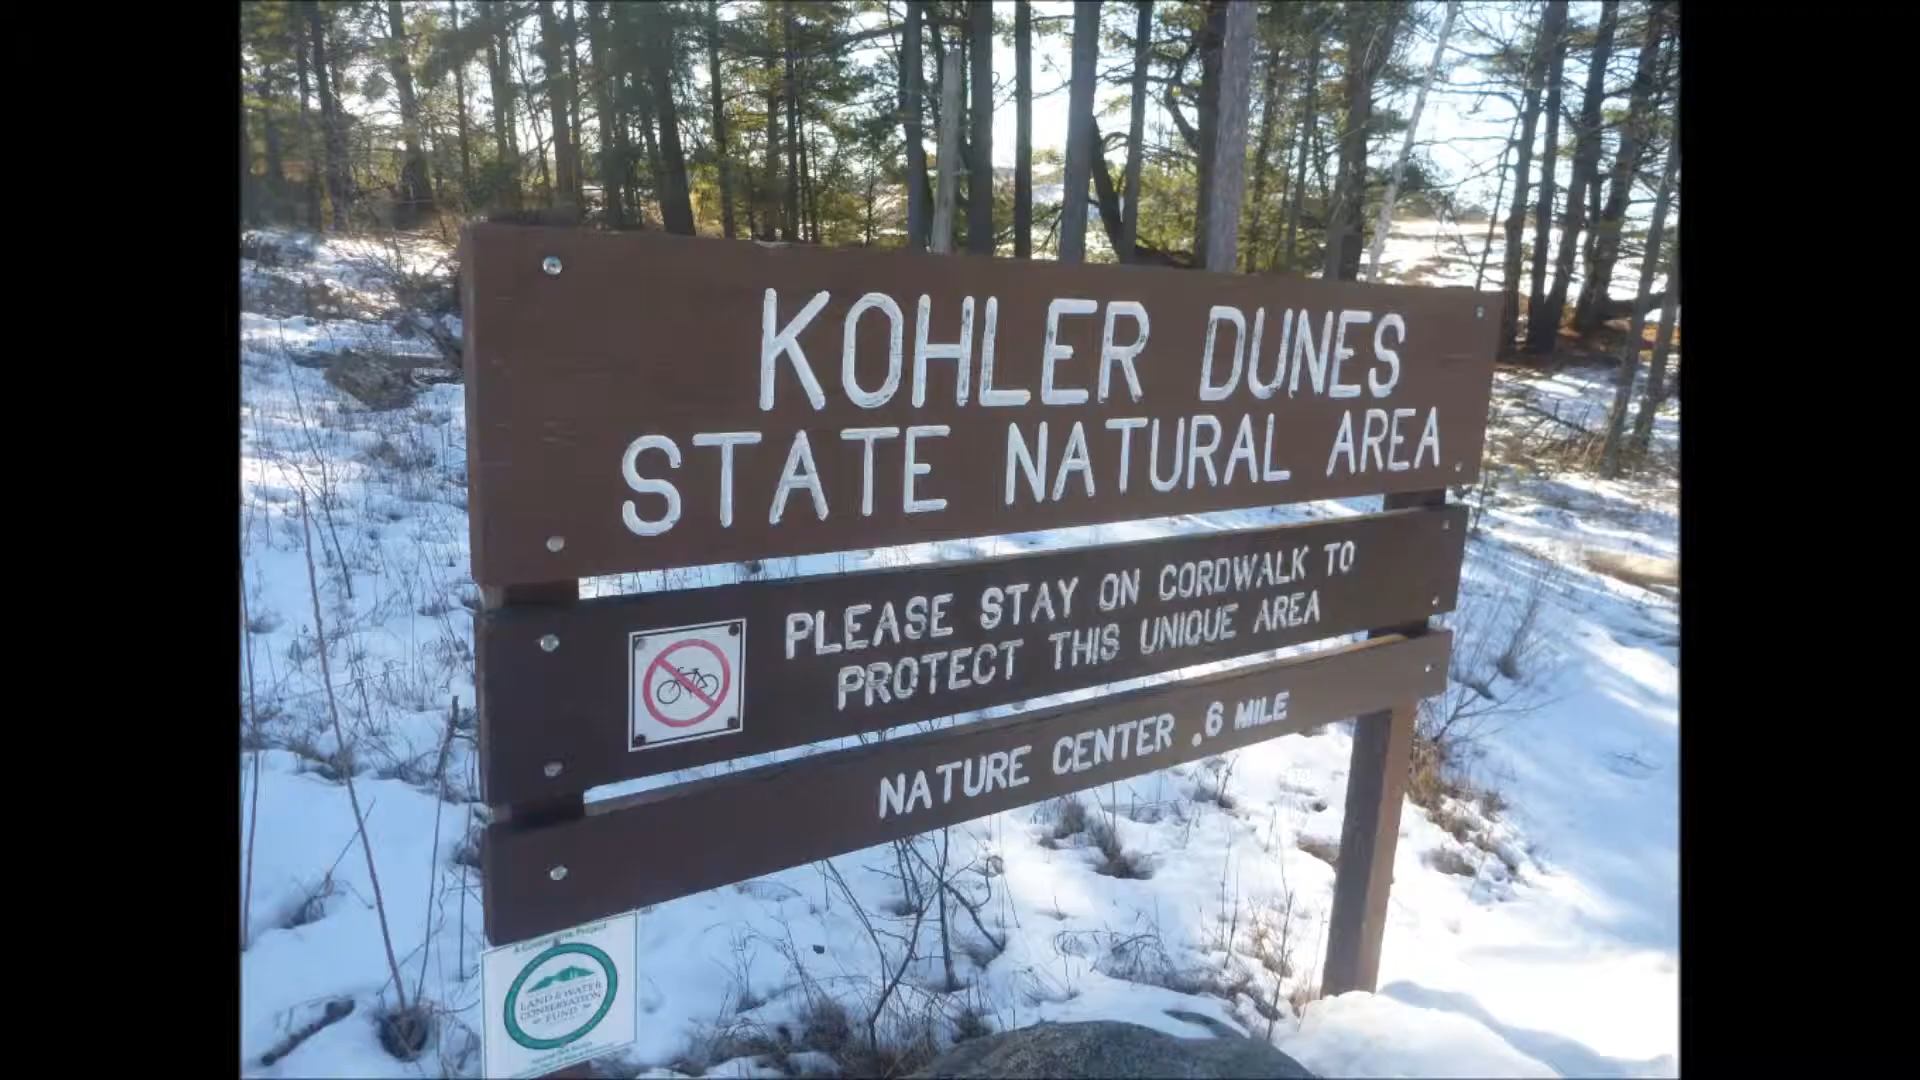 KOHLER DUNES
STATE NATURAL AREA
PLEASE STAY ON CORDWALK TO
PROTECT THIS UNIQUE AREA
NATURE CENTER .6 MILE
LAND & WATER
CONSERVATION
FUND